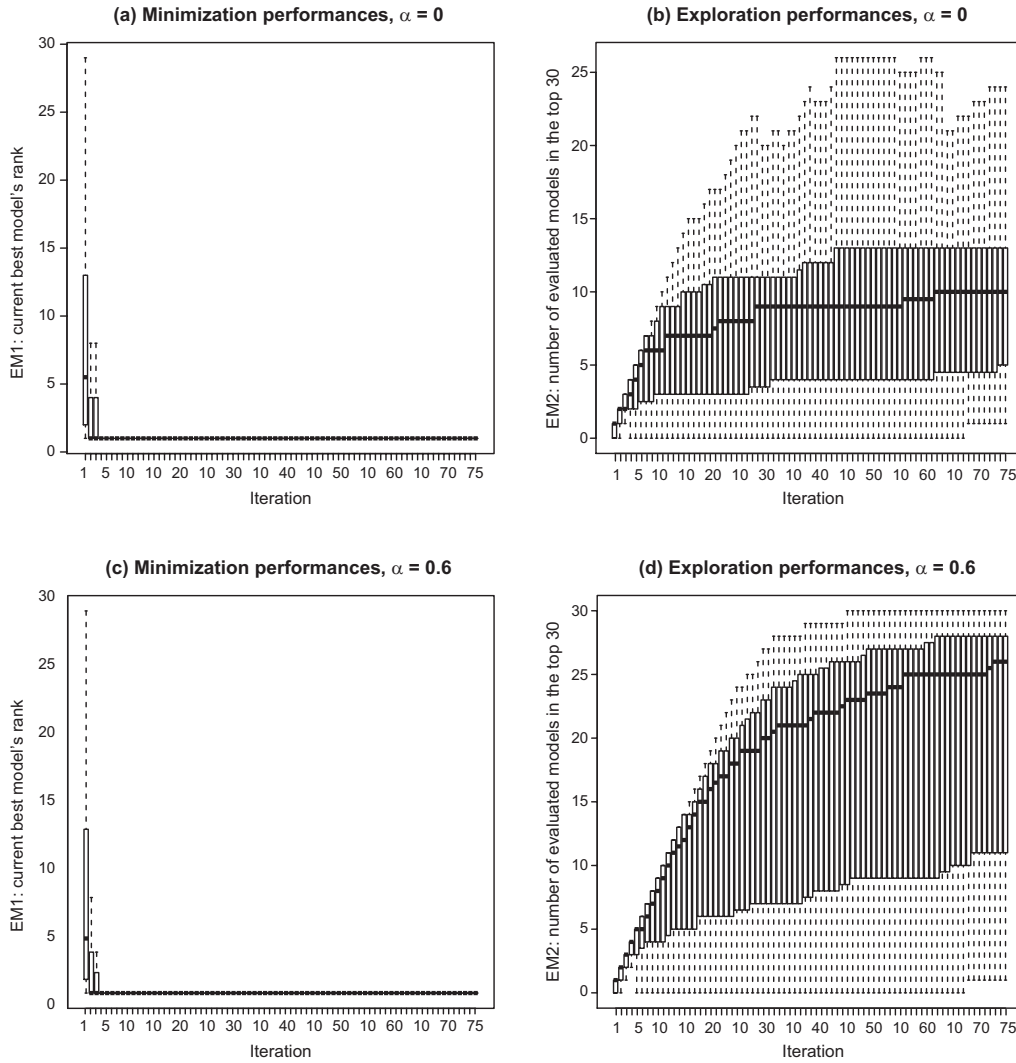 (a) Minimization performances, α = 0
EM1: current best model's rank
30
25
20
15
10
5
0
1 5 10 10 10 20 10 30 10 40 10 50 10 60 10 70 75
Iteration
(b) Exploration performances, α = 0
EM2: number of evaluated models in the top 30
25
20
15
10
5
0
1 5 10 10 20 10 30 10 40 10 50 10 60 10 70 75
Iteration
(c) Minimization performances, α = 0.6
EM1: current best model's rank
30
25
20
15
10
5
0
1 5 10 10 20 10 30 10 40 10 50 10 60 10 70 75
Iteration
(d) Exploration performances, α = 0.6
EM2: number of evaluated models in the top 30
30
25
20
15
10
5
0
1 5 10 10 20 10 30 10 40 10 50 10 60 10 70 75
Iteration